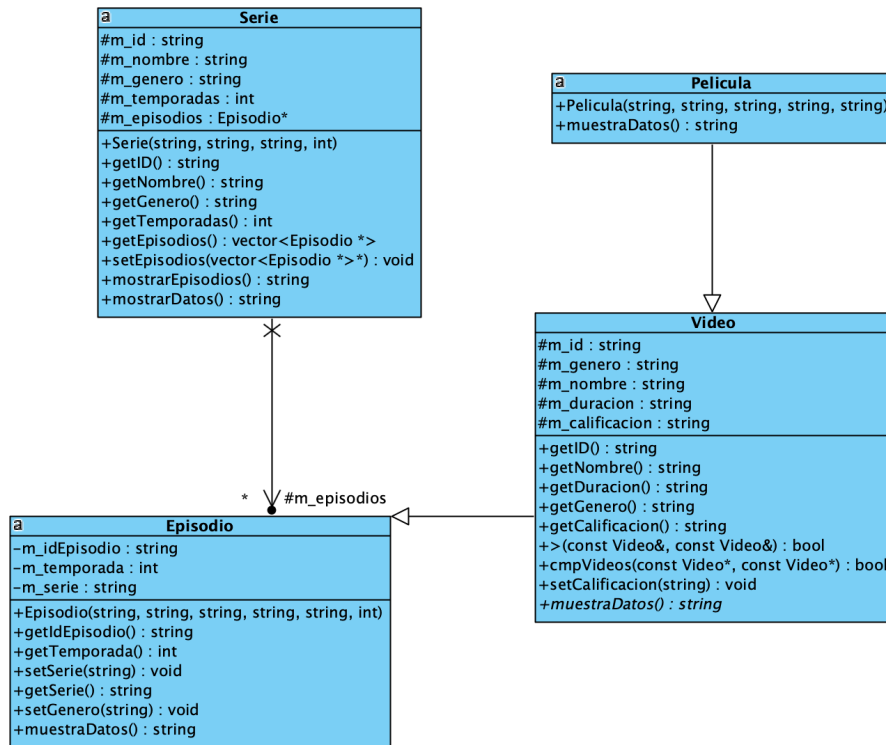 a
Serie
#m_id : string
#m_nombre : string
#m_genero : string
#m_temporadas : int
#m_episodios : Episodio*
+Serie(string, string, string, int)
+getID() : string
+getNombre() : string
+getGenero() : string
+getTemporadas() : int
+getEpisodios() : vector<Episodio *>
+setEpisodios(vector<Episodio *>*) : void
+mostrarEpisodios() : string
+mostrarDatos() : string
a
Pelicula
+Pelicula(string, string, string, string, string)
+muestraDatos() : string
Video
#m_id : string
#m_genero : string
#m_nombre : string
#m_duracion : string
#m_calificacion : string
+getID() : string
+getNombre() : string
+getDuracion() : string
+getGenero() : string
+getCalificacion() : string
+>(const Video&, const Video&) : bool
+cmpVideos(const Video*, const Video*) : bool
+setCalificacion(string) : void
+muestraDatos() : string
* #m_episodios
a
Episodio
-m_idEpisodio : string
-m_temporada : int
-m_serie : string
+Episodio(string, string, string, string, string, int)
+getIdEpisodio() : string
+getTemporada() : int
+setSerie(string) : void
+getSerie() : string
+setGenero(string) : void
+muestraDatos() : string